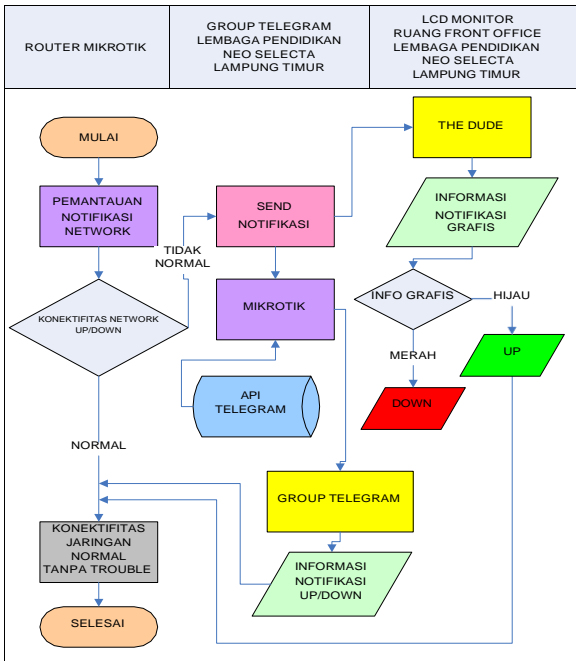 ROUTER MIKROTIK
GROUP TELEGRAM
LEMBAGA PENDIDIKAN
NEO SELECTA
LAMPUNG TIMUR
LCD MONITOR
RUANG FRONT OFFICE
LEMBAGA PENDIDIKAN
NEO SELECTA
LAMPUNG TIMUR
MULAI
PEMANTAUAN
NOTIFIKASI
NETWORK
TIDAK
NORMAL
KONEKTIFITAS NETWORK
UP/DOWN
NORMAL
KONEKTIFITAS
JARINGAN
NORMAL
TANPA TROUBLE
SELESAI
SEND
NOTIFIKASI
MIKROTIK
API
TELEGRAM
GROUP TELEGRAM
INFORMASI
NOTIFIKASI
UP/DOWN
THE DUDE
INFORMASI
NOTIFIKASI
GRAFIS
INFO GRAFIS
HIJAU
MERAH
UP
DOWN